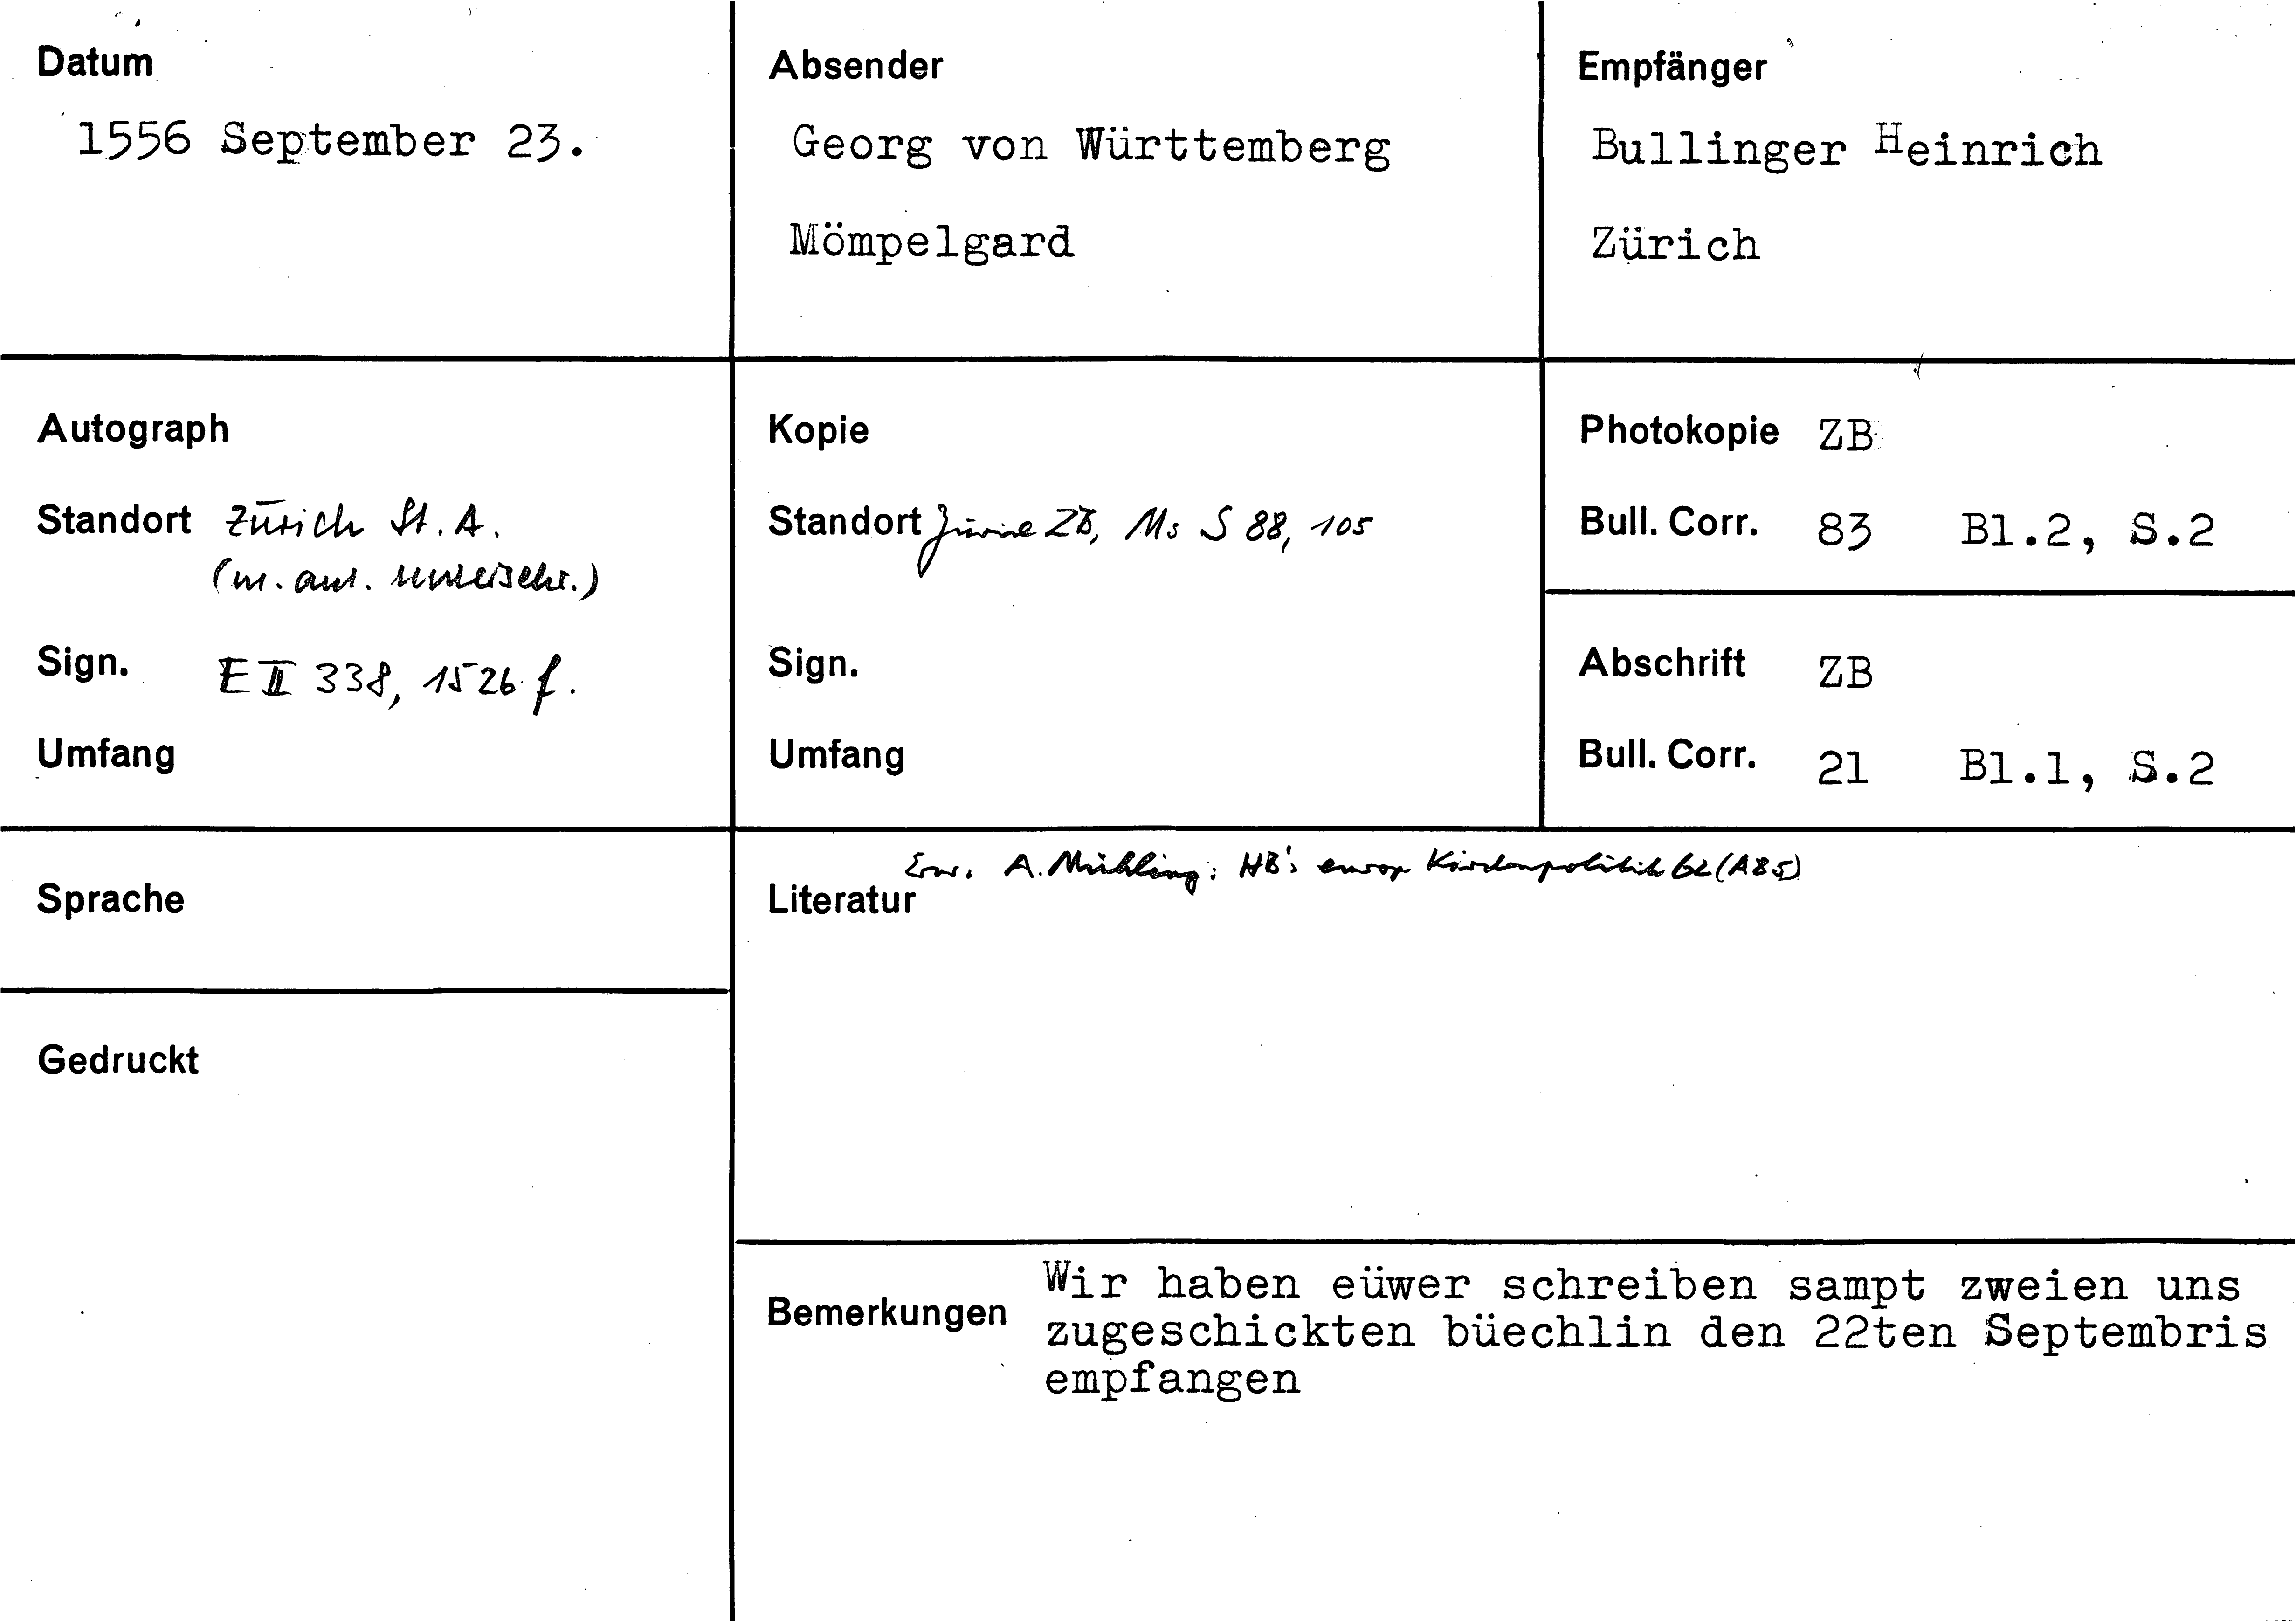 Datum
1556 September 23.
Absender
Georg von Württemberg
Mömpelgard
Empfänger
Bullinger Heinrich
Zürich
Autograph
Standort Zürich St. A.
(m. aut. Unterschr.)
Sign. E II 338, 1526 f.
Umfang
Kopie
Standort Zürich ZB, Ms S 88, 105
Sign.
Umfang
Photokopie ZB
Bull. Corr. 83 Bl.2, S.2
Abschrift ZB
Bull. Corr. 21 Bl.1, S.2
Sprache
Gedruckt
A. Mühling: HB's europ. Kirchenpolitik 62 (A85)
Literatur
Bemerkungen
Wir haben eüwer schreiben sampt zweien uns
zugeschickten büechlin den 22ten Septembris
empfangen